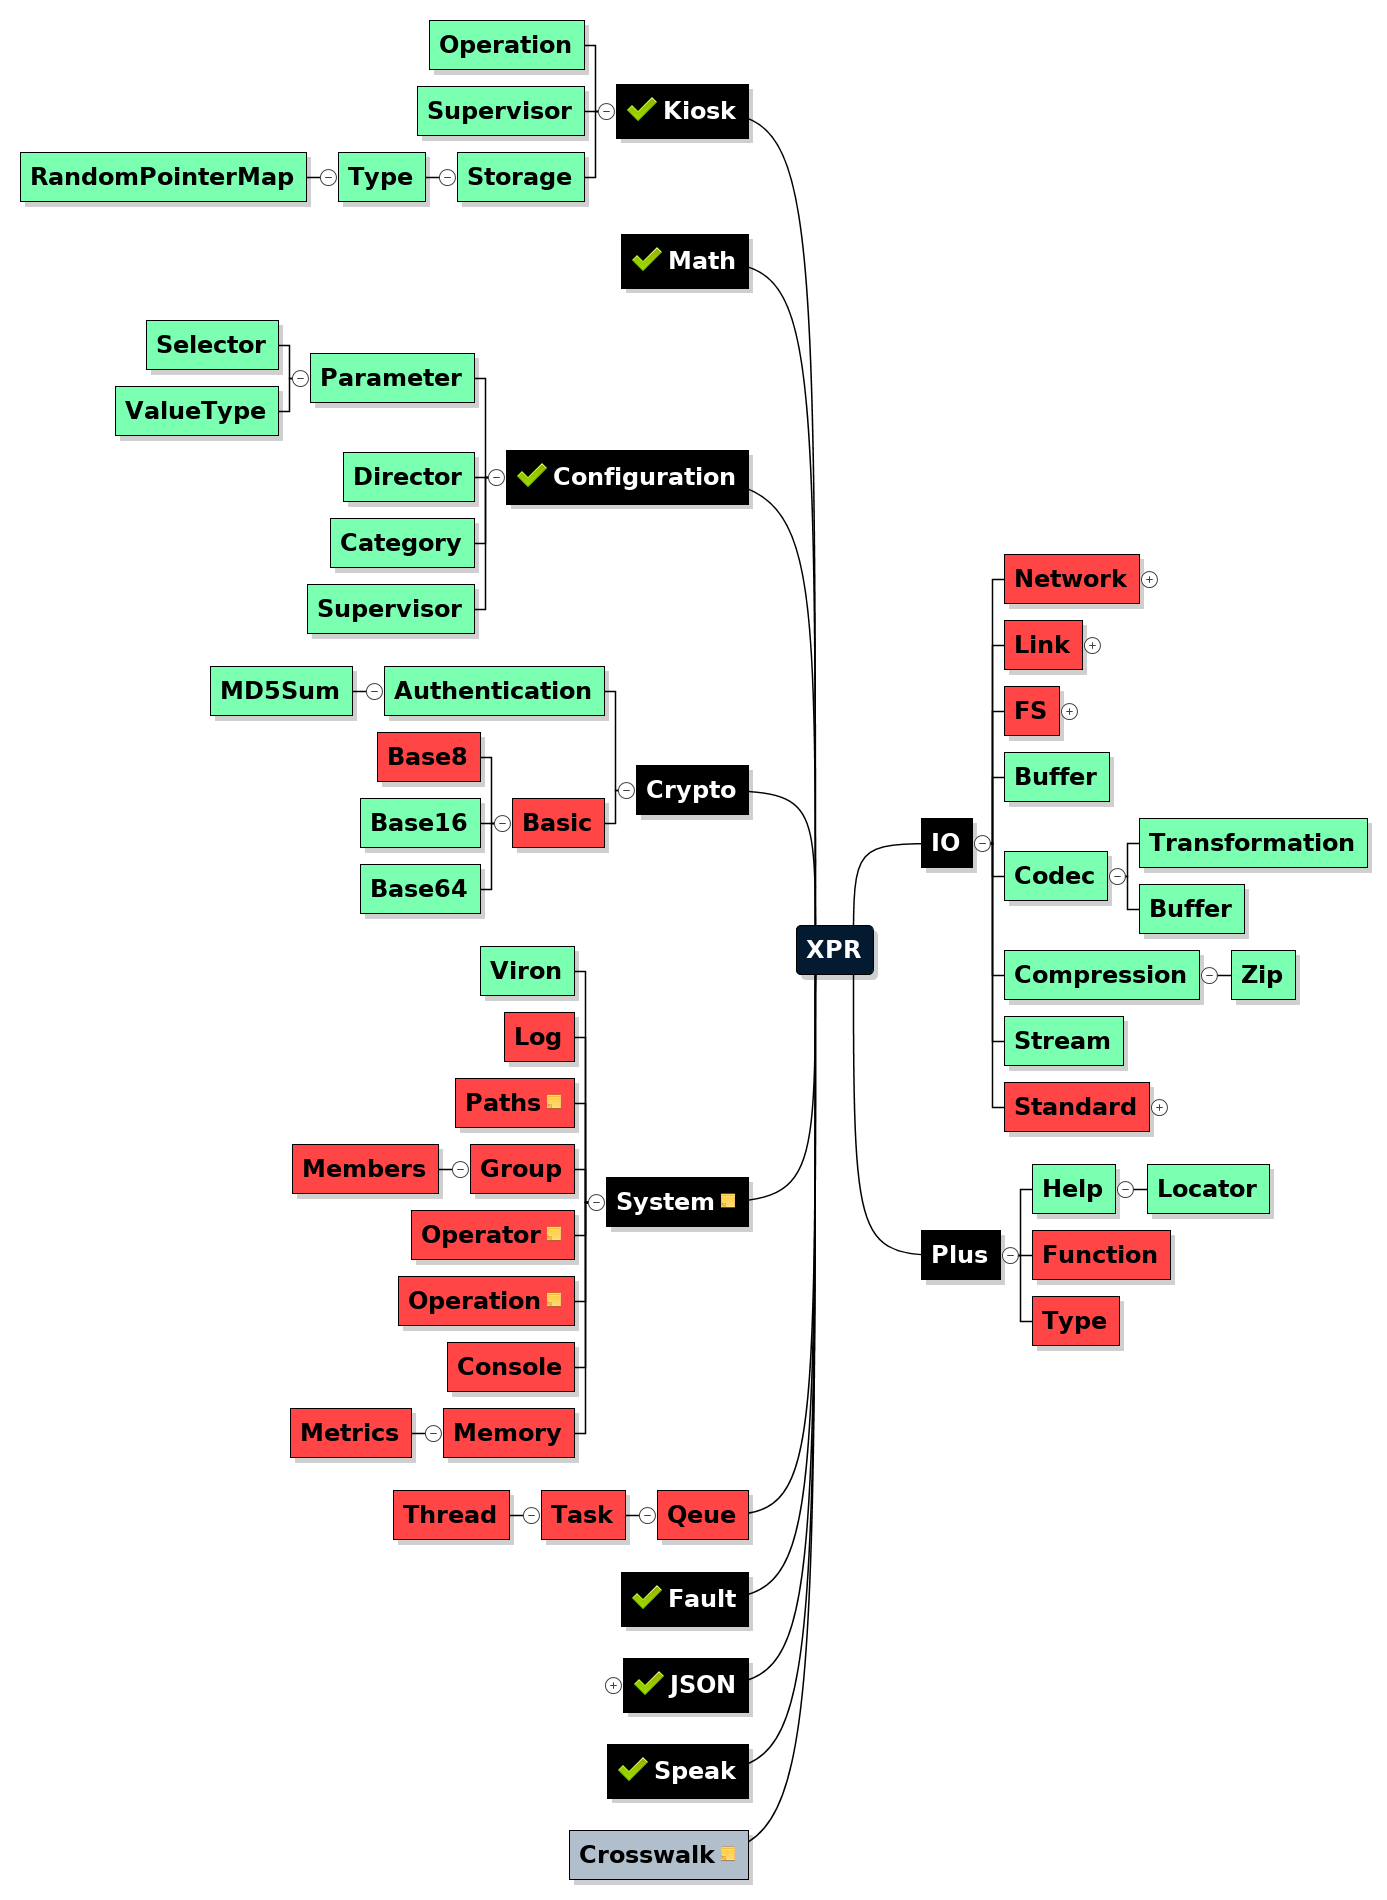 Operation
Supervisor
Kiosk
RandomPointerMap
Type
Storage
Math
Selector
ValueType
Parameter
Director
Configuration
Category
Supervisor
MD5Sum
Authentication
Base8
Base16
Basic
Base64
Crypto
Viron
Log
Paths
Members
Group
System
Operator
Operation
Console
Metrics
Memory
Thread
Task
Qeue
Fault
JSON
Speak
Crosswalk
XPR
Network
Link
FS
Buffer
IO
Codec
Transformation
Buffer
Compression
Zip
Stream
Standard
Help
Locator
Plus
Function
Type